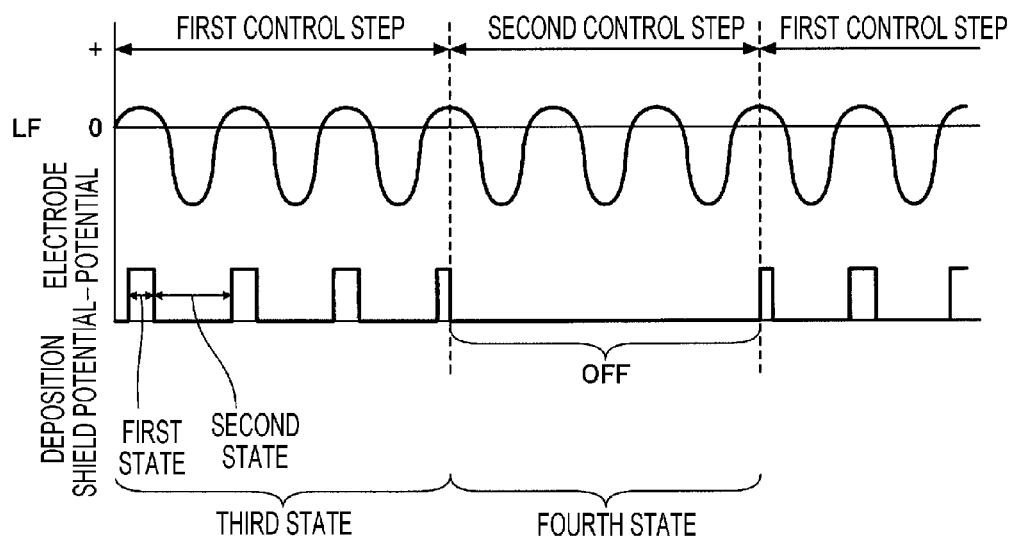 FIRST CONTROL STEP
SECOND CONTROL STEP
FIRST CONTROL STEP
+
LF
0
ELECTRODE
POTENTIAL
DEPOSITION
SHIELD POTENTIAL-
OFF
FIRST
STATE
SECOND
STATE
THIRD STATE
FOURTH STATE